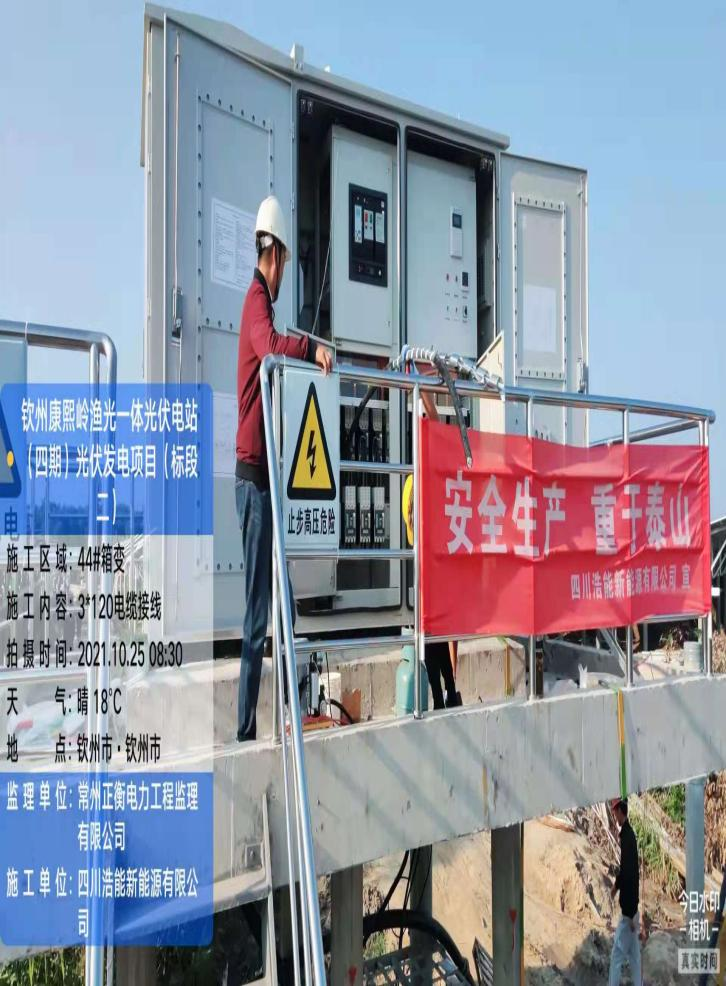 止步高压危险
安全生产 重于泰山
四川浩能新能源有限公司 宣
电
钦州康熙岭渔光一体光伏电站
（四期）光伏发电项目（标段
二）
施工区域：44#箱变
施工内容：3*120电缆接线
拍摄时间：2021.10.25 08:30
天 气：晴 18℃
地 点：钦州市·钦州市
监理单位：常州正衡电力工程监理
有限公司
施工单位：四川浩能新能源有限公
司
今日水印
相机
真实时间